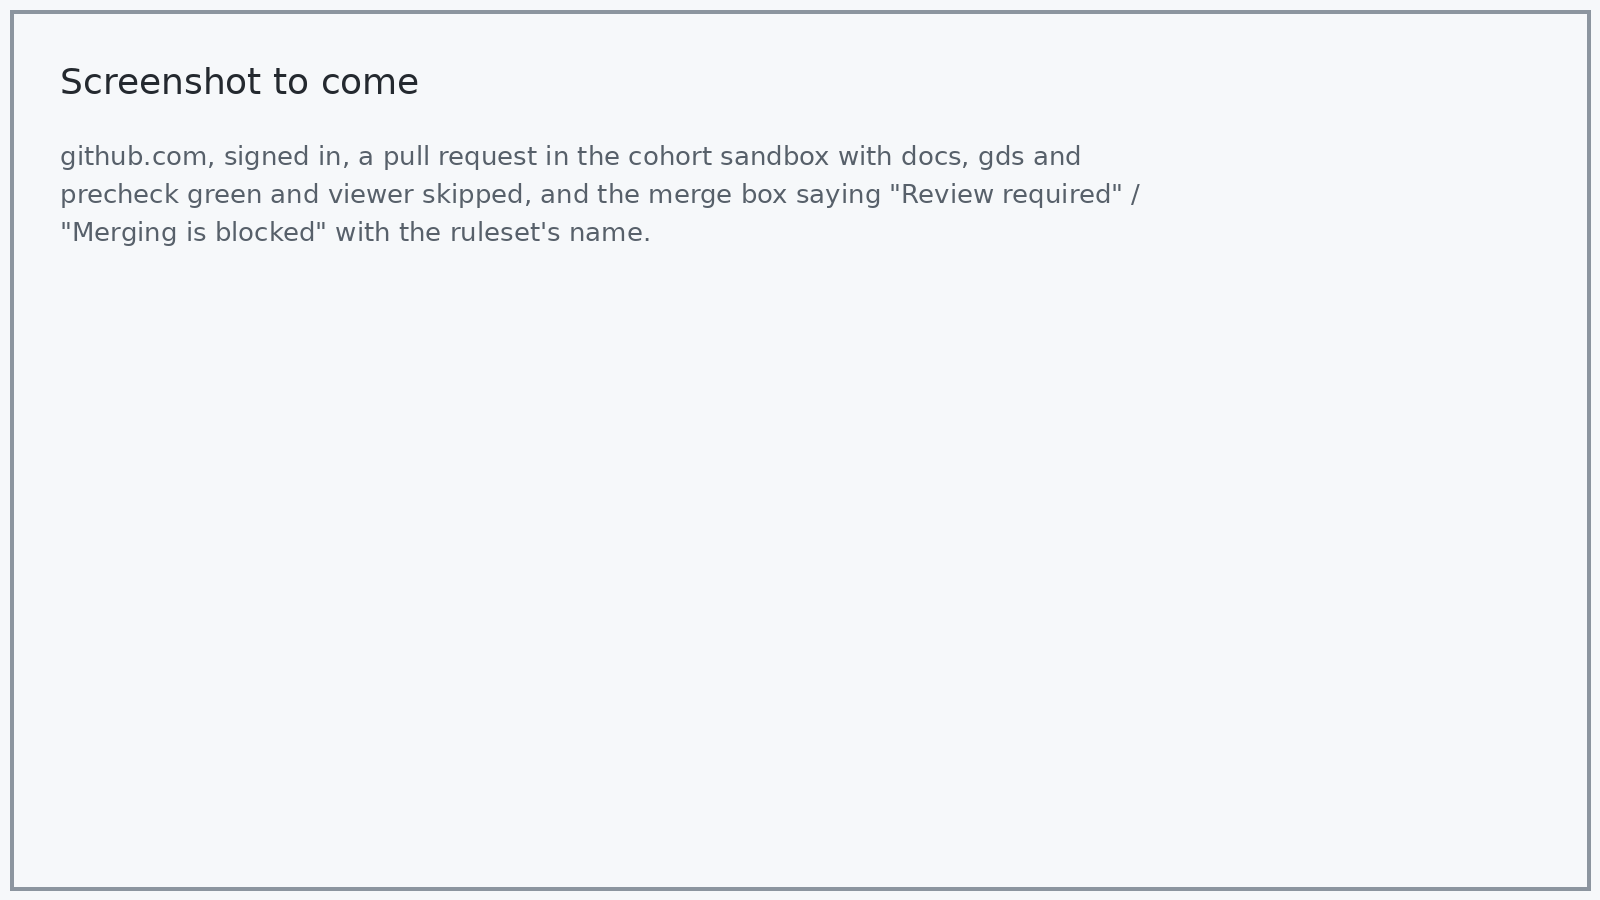 Screenshot to come
github.com, signed in, a pull request in the cohort sandbox with docs, gds and
precheck green and viewer skipped, and the merge box saying "Review required" /
"Merging is blocked" with the ruleset's name.